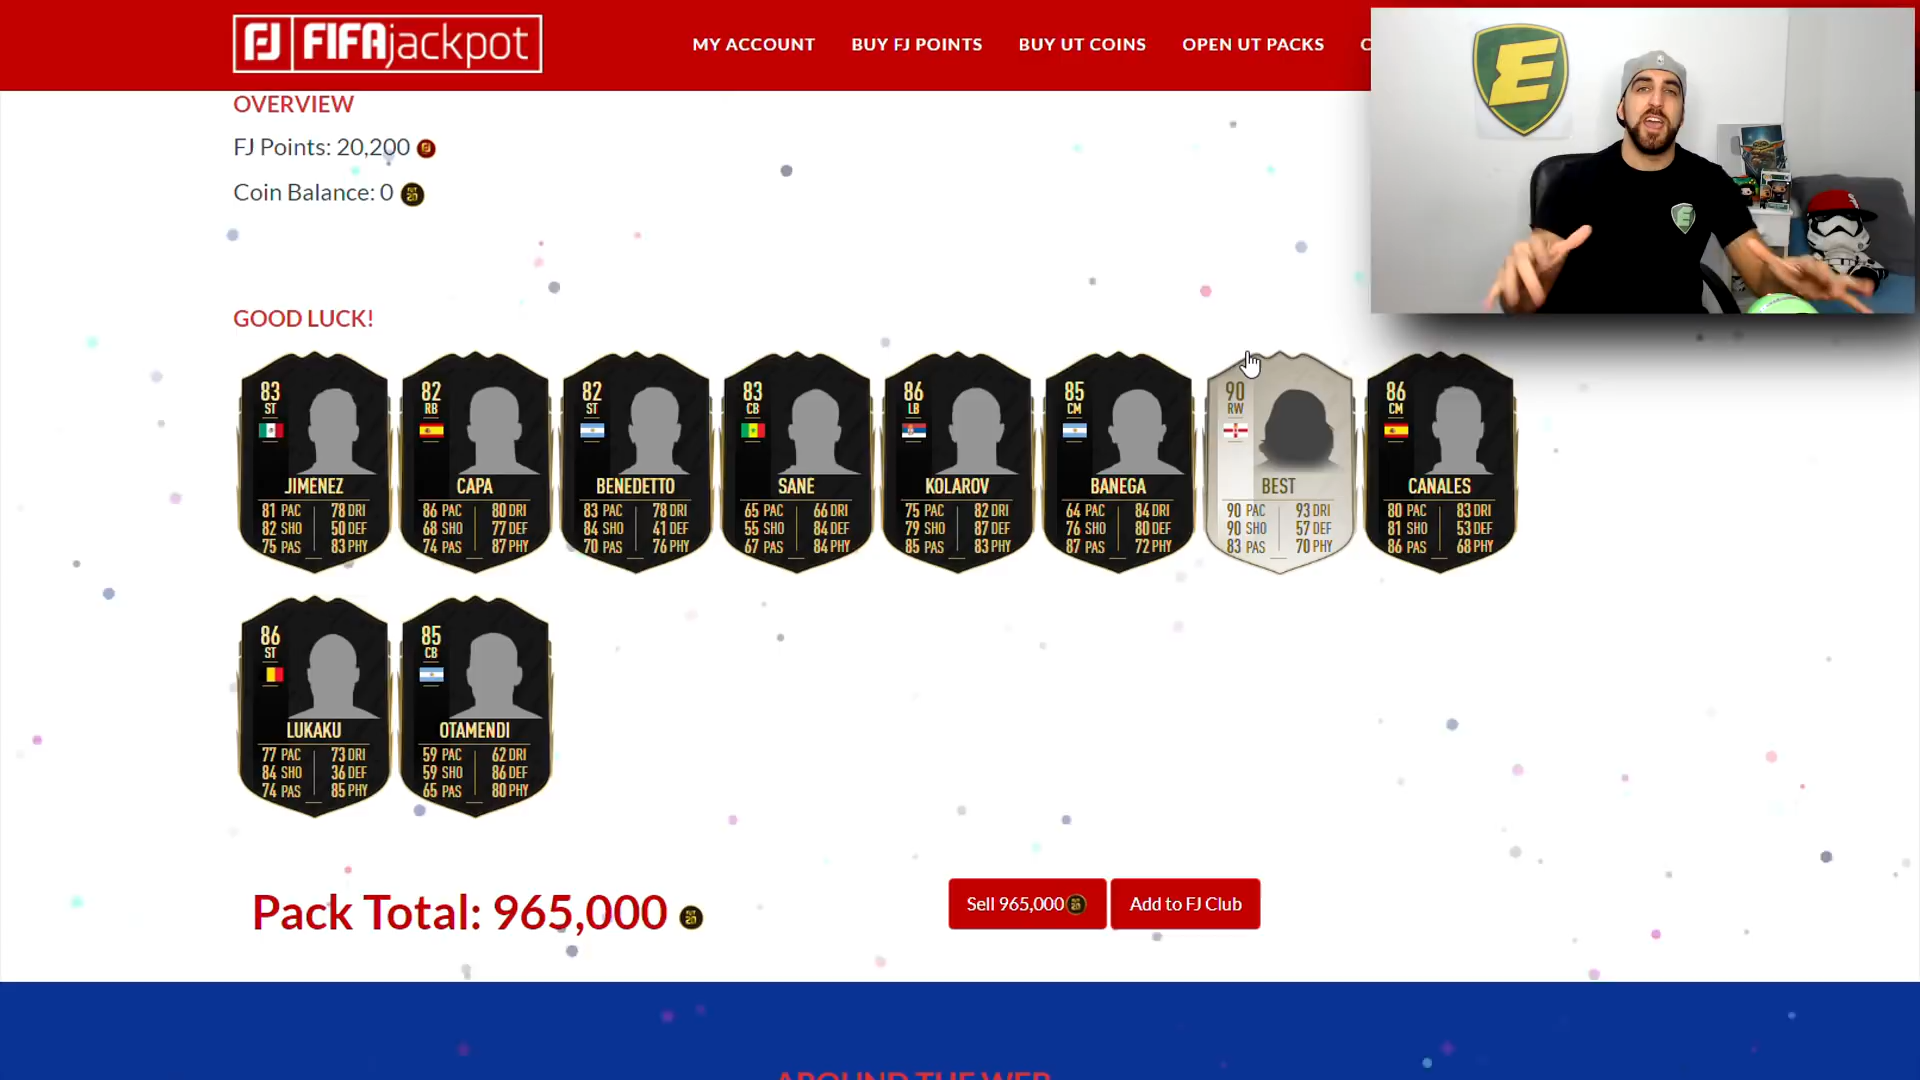 FJ FIFAjackpot
MY ACCOUNT BUY FJ POINTS BUY UT COINS OPEN UT PACKS
E
E
OVERVIEW
FJ Points: 20,200
Coin Balance: 0
GOOD LUCK!
83
ST
JIMÉNEZ
81 PAC 78 DRI
82 SHO 50 DEF
75 PAS 83 PHY
82
RB
CAPA
86 PAC 80 DRI
68 SHO 77 DEF
74 PAS 87 PHY
82
ST
BENEDETTO
83 PAC 78 DRI
84 SHO 41 DEF
70 PAS 76 PHY
83
CB
SANE
65 PAC 66 DRI
55 SHO 84 DEF
67 PAS 84 PHY
86
LB
KOLAROV
75 PAC 82 DRI
79 SHO 87 DEF
85 PAS 83 PHY
85
CM
BANEGA
64 PAC 84 DRI
76 SHO 80 DEF
87 PAS 72 PHY
90
RW
BEST
90 PAC 93 DRI
90 SHO 57 DEF
83 PAS 70 PHY
86
CM
CANALES
80 PAC 83 DRI
81 SHO 53 DEF
86 PAS 68 PHY
86
ST
LUKAKU
77 PAC 73 DRI
84 SHO 36 DEF
74 PAS 85 PHY
85
CB
OTAMENDI
59 PAC 62 DRI
59 SHO 86 DEF
65 PAS 80 PHY
Pack Total: 965,000
Sell 965,000
Add to FJ Club
AROUND THE WEB